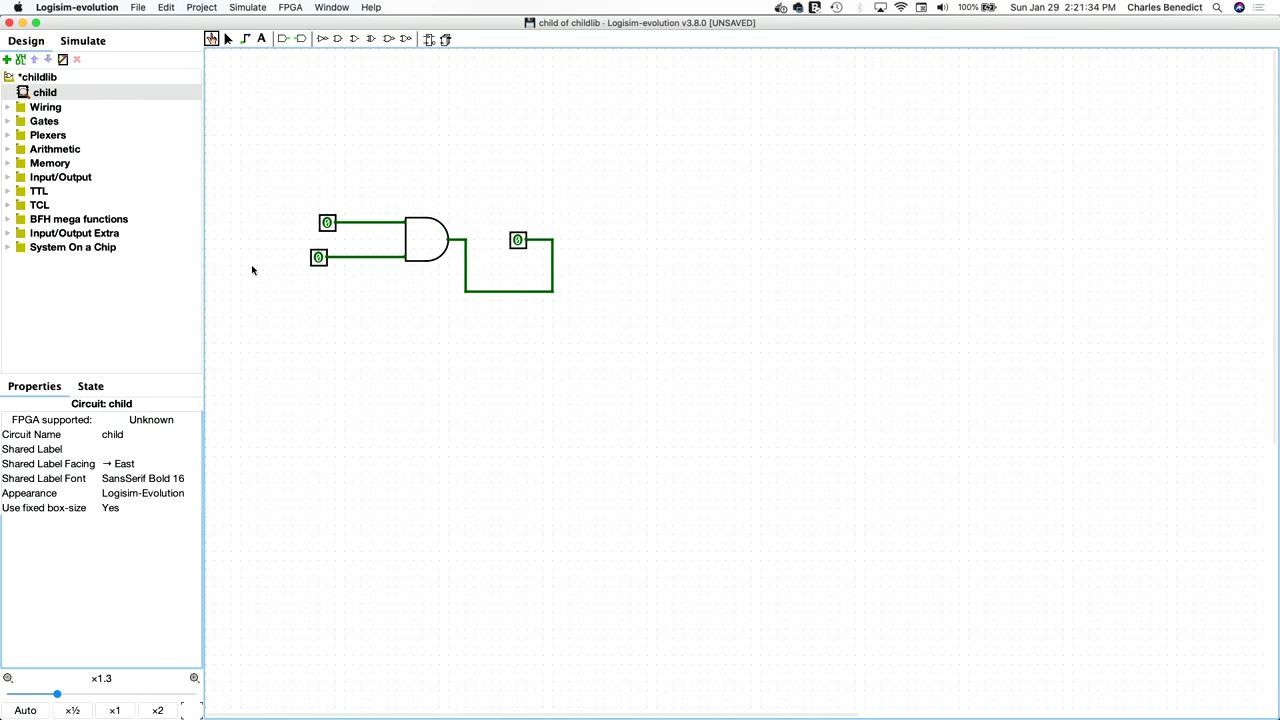 Logisim-evolution File Edit Project Simulate FPGA Window Help 100% Sun Jan 29 2:21:34 PM Charles Benedict
child of childlib · Logisim-evolution v3.8.0 [UNSAVED]
Design Simulate
A
*childlib
child
Wiring
Gates
Plexers
Arithmetic
Memory
Input/Output
TTL
TCL
BFH mega functions
Input/Output Extra
System On a Chip
0
0
0
Properties State
Circuit: child
FPGA supported: Unknown
Circuit Name child
Shared Label
Shared Label Facing → East
Shared Label Font SansSerif Bold 16
Appearance Logisim-Evolution
Use fixed box-size Yes
×1.3
Auto ×½ ×1 ×2